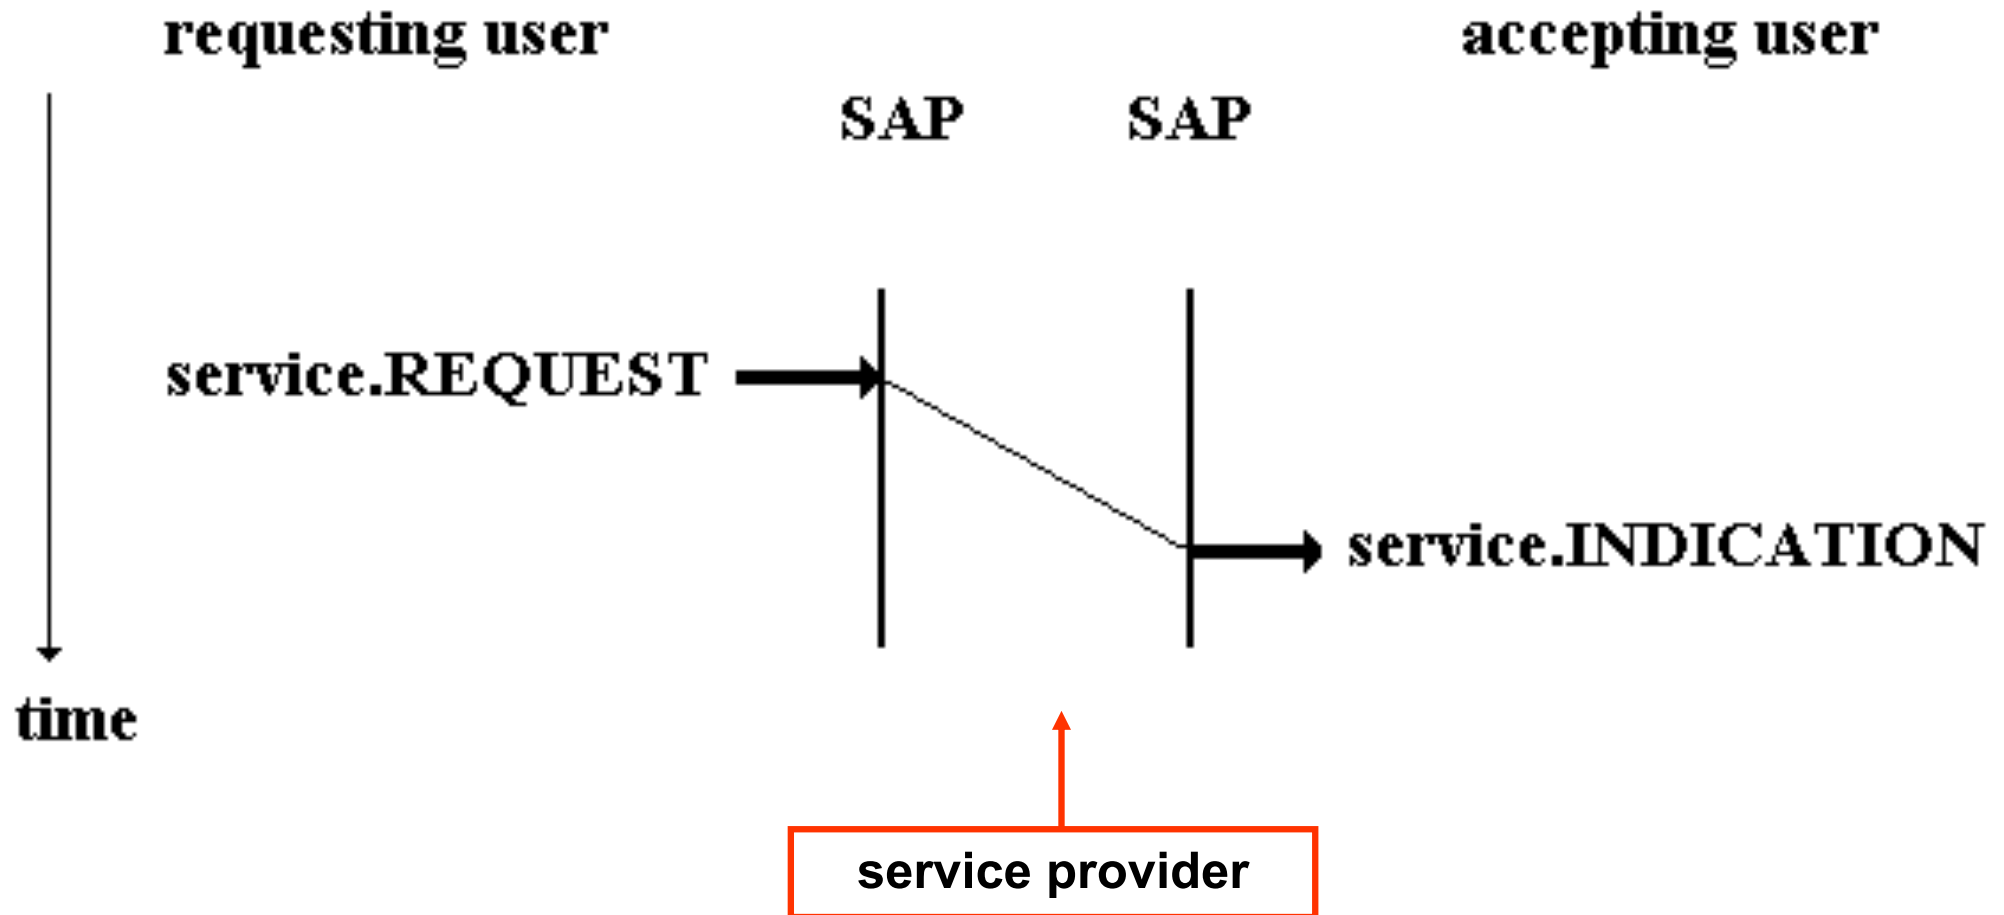 requesting user
accepting user
SAP
SAP
service.REQUEST
service.INDICATION
time
service provider